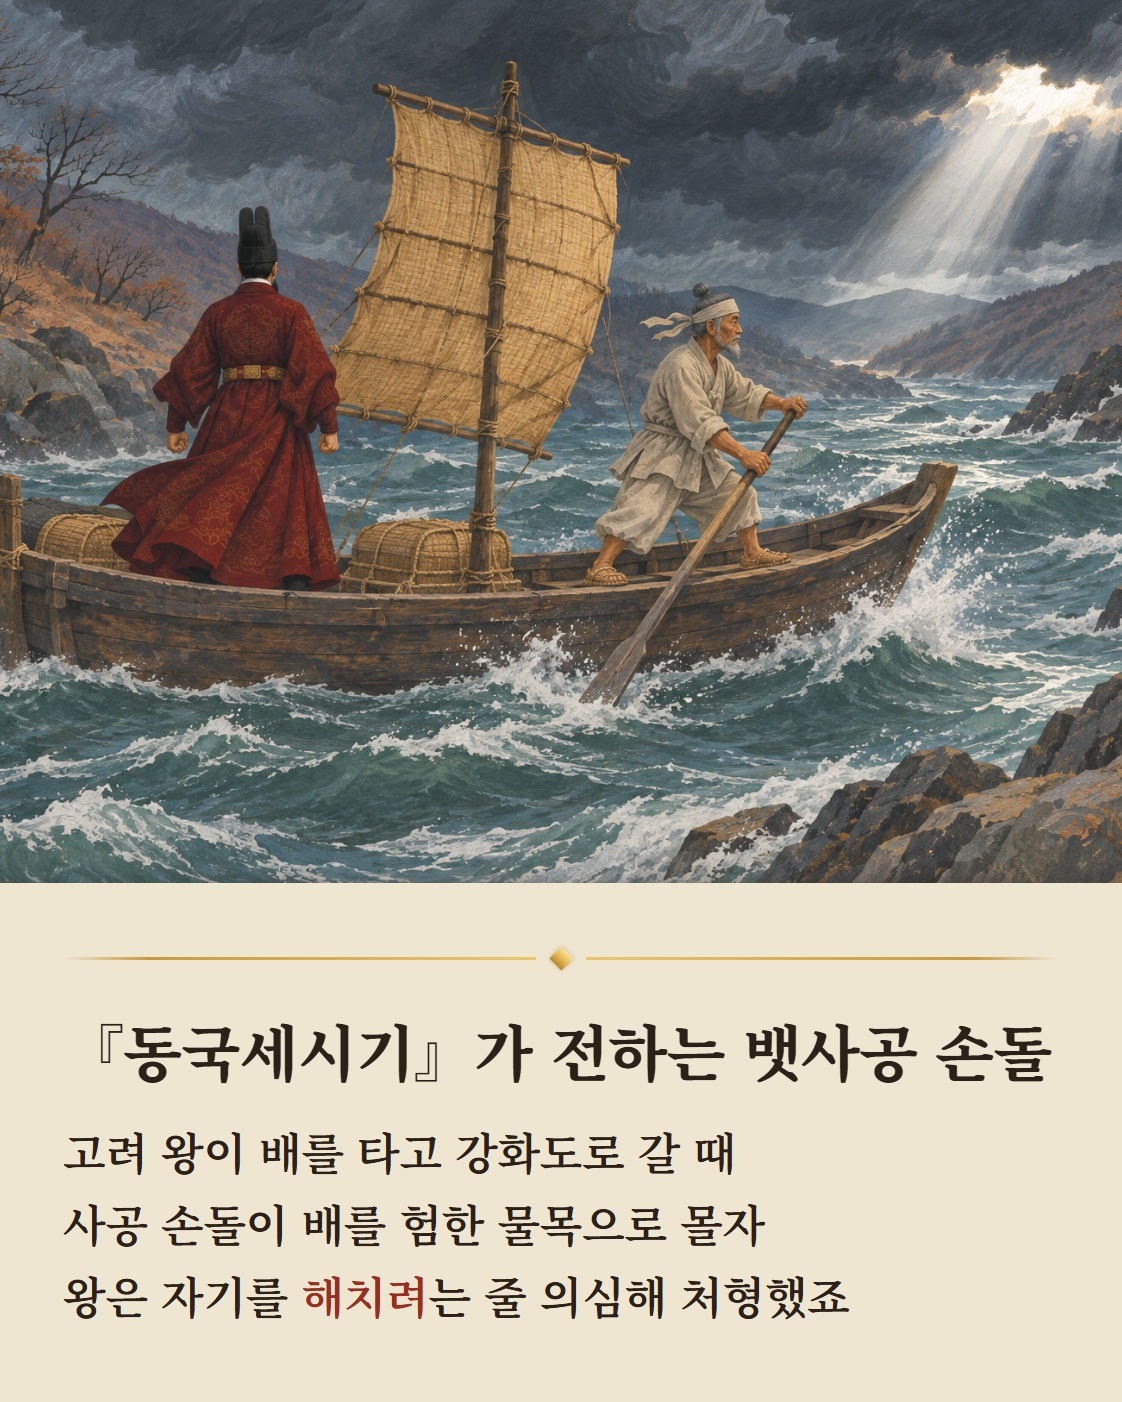 『동국세시기』가 전하는 뱃사공 손돌
고려 왕이 배를 타고 강화도로 갈 때
사공 손돌이 배를 험한 물목으로 몰자
왕은 자기를 해치려는 줄 의심해 처형했죠